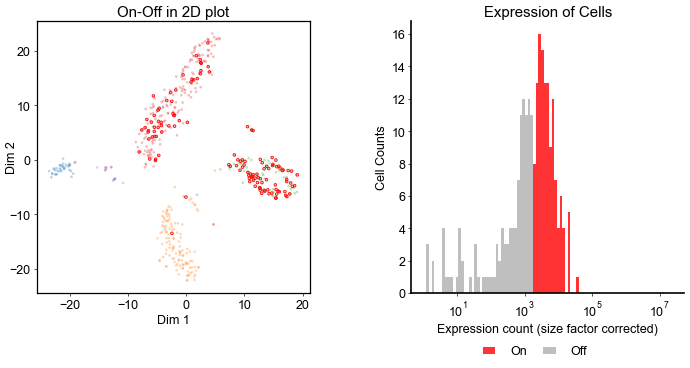 On-Off in 2D plot
20
10
0
−10
−20
Dim 2
−20 −10 0 10 20
Dim 1
Expression of Cells
16
14
12
10
8
6
4
2
0
Cell Counts
10^1 10^3 10^5 10^7
Expression count (size factor corrected)
On Off